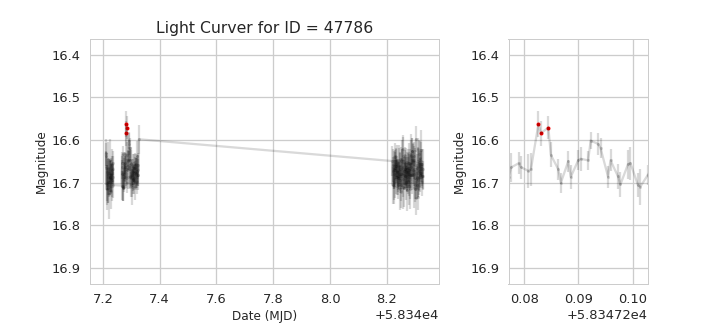 Light Curver for ID = 47786
16.4
16.5
16.6
16.7
16.8
16.9
Magnitude
7.2 7.4 7.6 7.8 8.0 8.2
Date (MJD)
+5.834e4
16.4
16.5
16.6
16.7
16.8
16.9
Magnitude
0.08 0.09 0.10
+5.83472e4